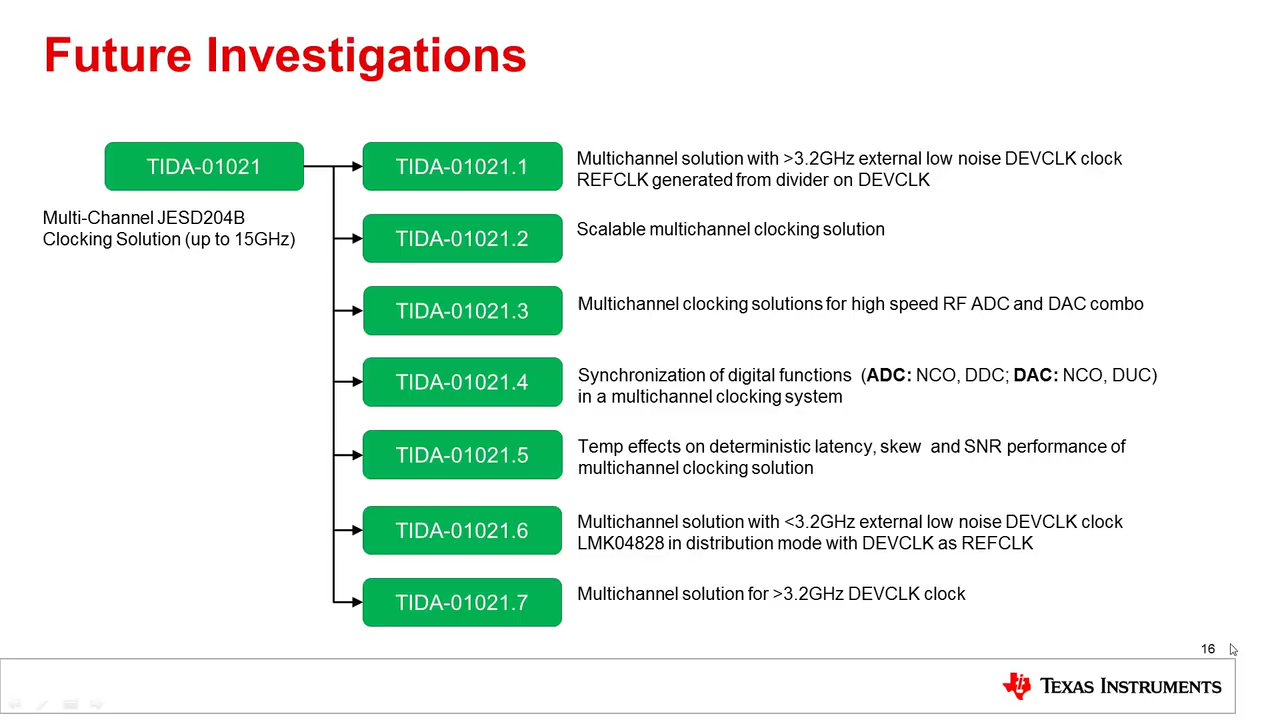 Future Investigations
TIDA-01021
Multi-Channel JESD204B
Clocking Solution (up to 15GHz)
TIDA-01021.1
Multichannel solution with >3.2GHz external low noise DEVCLK clock
REFCLK generated from divider on DEVCLK
TIDA-01021.2
Scalable multichannel clocking solution
TIDA-01021.3
Multichannel clocking solutions for high speed RF ADC and DAC combo
TIDA-01021.4
Synchronization of digital functions (ADC: NCO, DDC; DAC: NCO, DUC)
in a multichannel clocking system
TIDA-01021.5
Temp effects on deterministic latency, skew and SNR performance of
multichannel clocking solution
TIDA-01021.6
Multichannel solution with <3.2GHz external low noise DEVCLK clock
LMK04828 in distribution mode with DEVCLK as REFCLK
TIDA-01021.7
Multichannel solution for >3.2GHz DEVCLK clock
16
TEXAS INSTRUMENTS